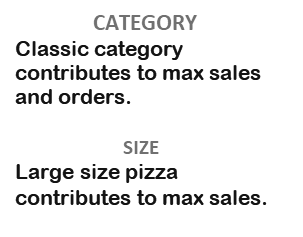 CATEGORY
Classic category
contributes to max sales
and orders.
SIZE
Large size pizza
contributes to max sales.